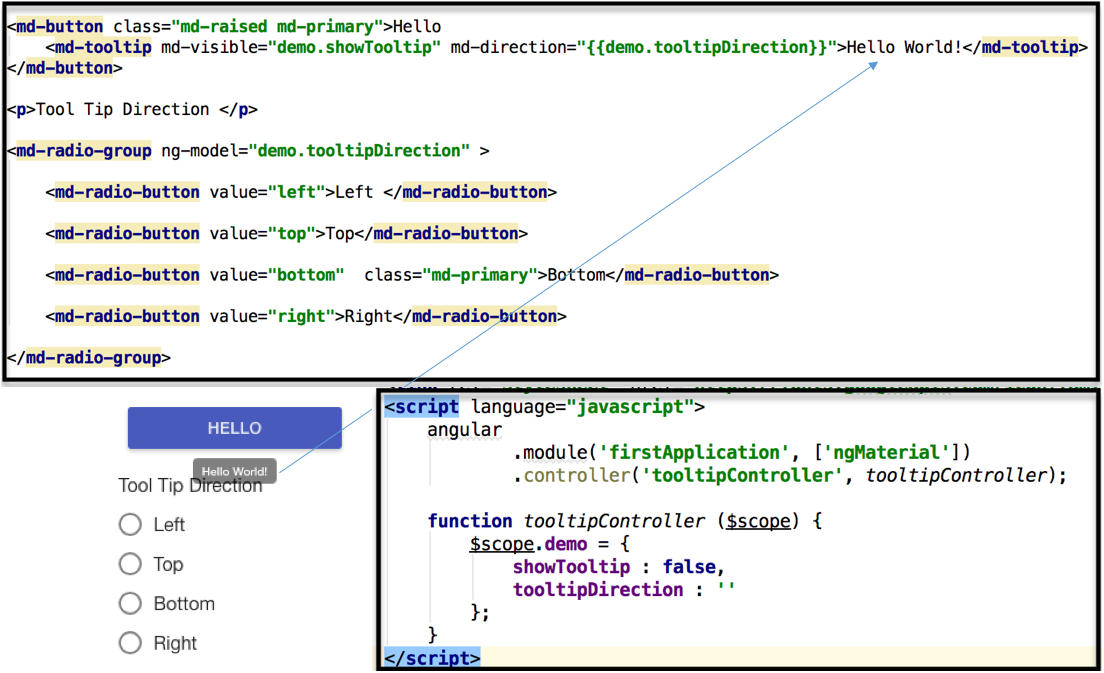 <md-button class="md-raised md-primary">Hello
<md-tooltip md-visible="demo.showTooltip" md-direction="{{demo.tooltipDirection}}">Hello World!</md-tooltip>
</md-button>
<p>Tool Tip Direction </p>
<md-radio-group ng-model="demo.tooltipDirection" >
<md-radio-button value="left">Left </md-radio-button>
<md-radio-button value="top">Top</md-radio-button>
<md-radio-button value="bottom"  class="md-primary">Bottom</md-radio-button>
<md-radio-button value="right">Right</md-radio-button>
</md-radio-group>
HELLO
Hello World!
Tool Tip Direction
Left
Top
Bottom
Right
<script language="javascript">
angular
.module('firstApplication', ['ngMaterial'])
.controller('tooltipController', tooltipController);
function tooltipController ($scope) {
$scope.demo = {
showTooltip : false,
tooltipDirection : ''
};
}
</script>